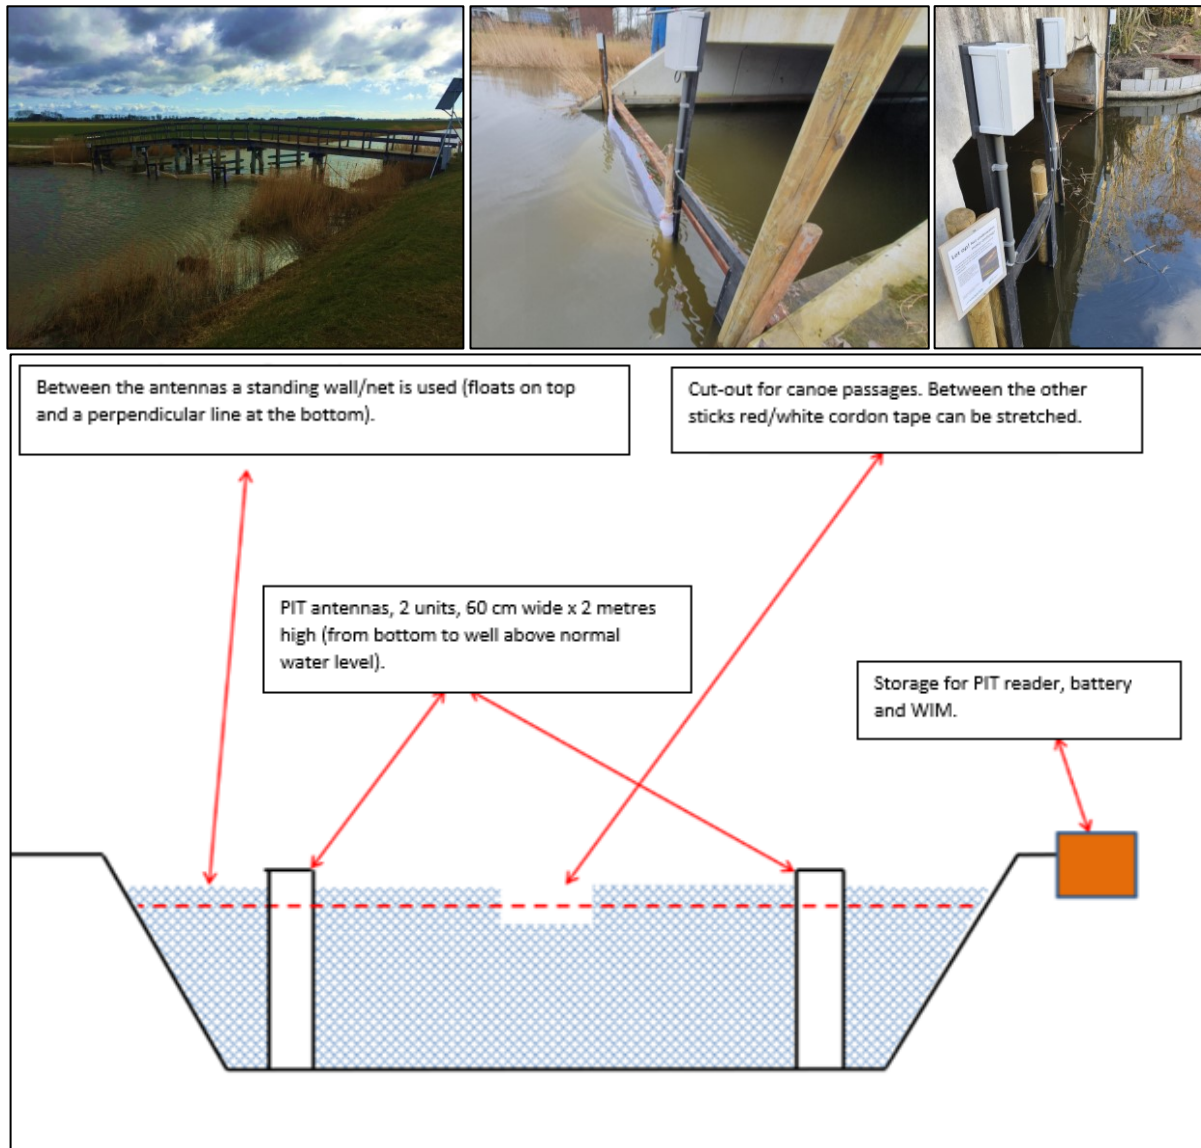 Between the antennas a standing wall/net is used (floats on top
and a perpendicular line at the bottom).
Cut-out for canoe passages. Between the other
sticks red/white cordon tape can be stretched.
PIT antennas, 2 units, 60 cm wide x 2 metres
high (from bottom to well above normal
water level).
Storage for PIT reader, battery
and WIM.